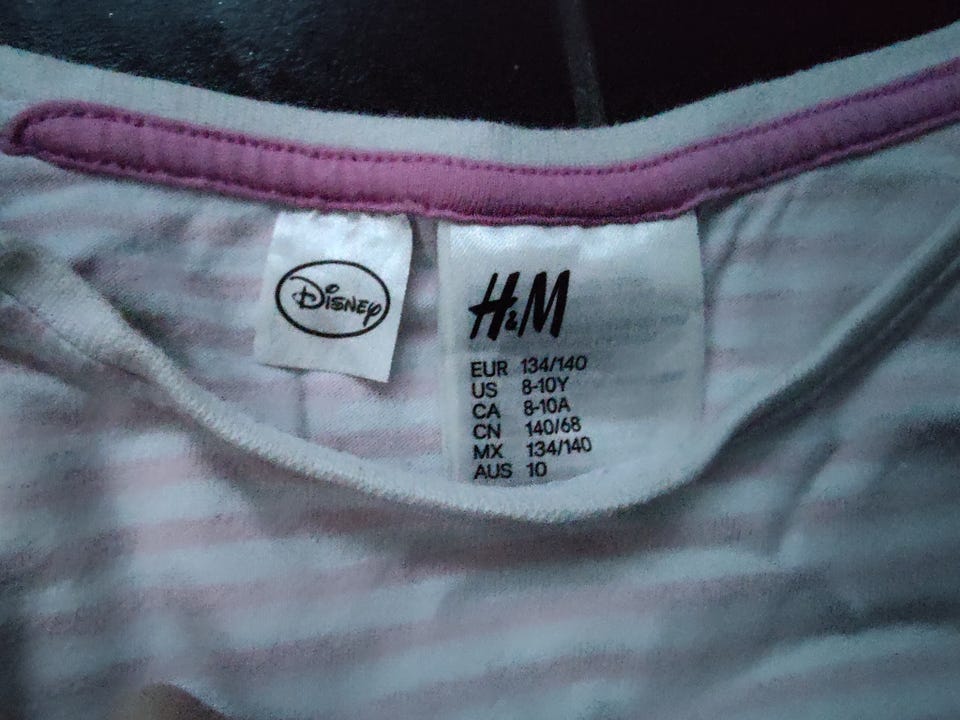 Disney
H&M
EUR 134/140
US 8-10Y
CA 8-10A
CN 140/68
MX 134/140
AUS 10